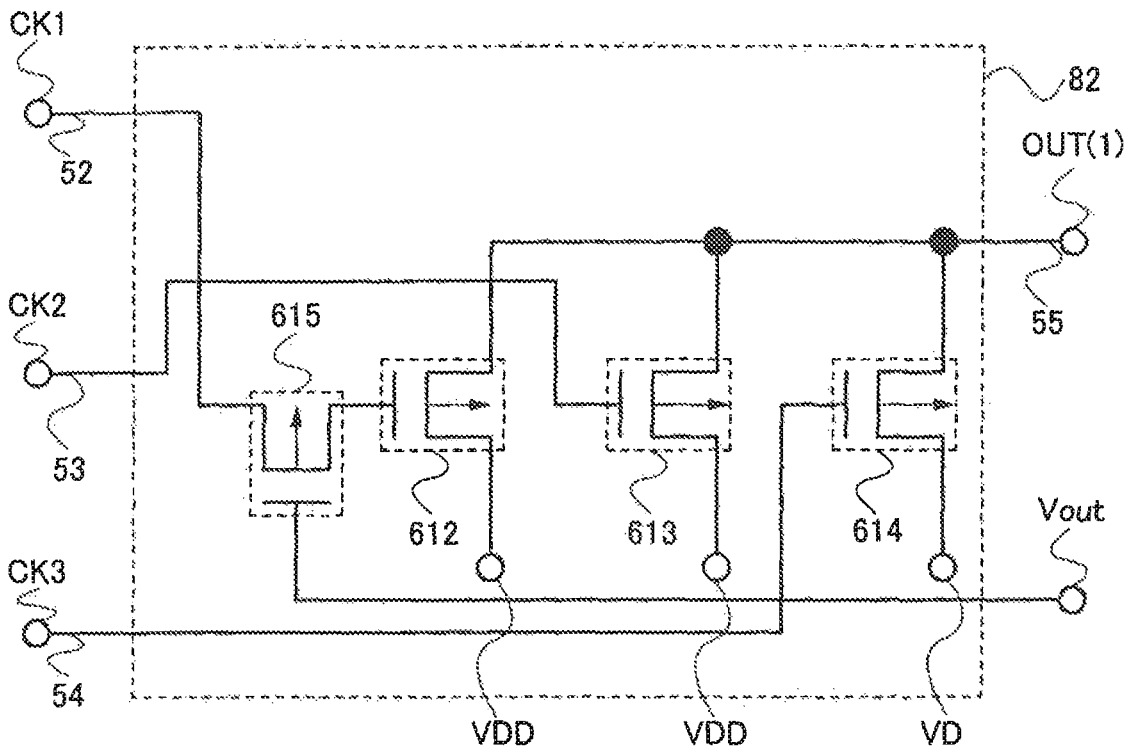 CK1
82
52
OUT(1)
CK2
615
55
53
612
613
614
Vout
CK3
54
VDD
VDD
VD